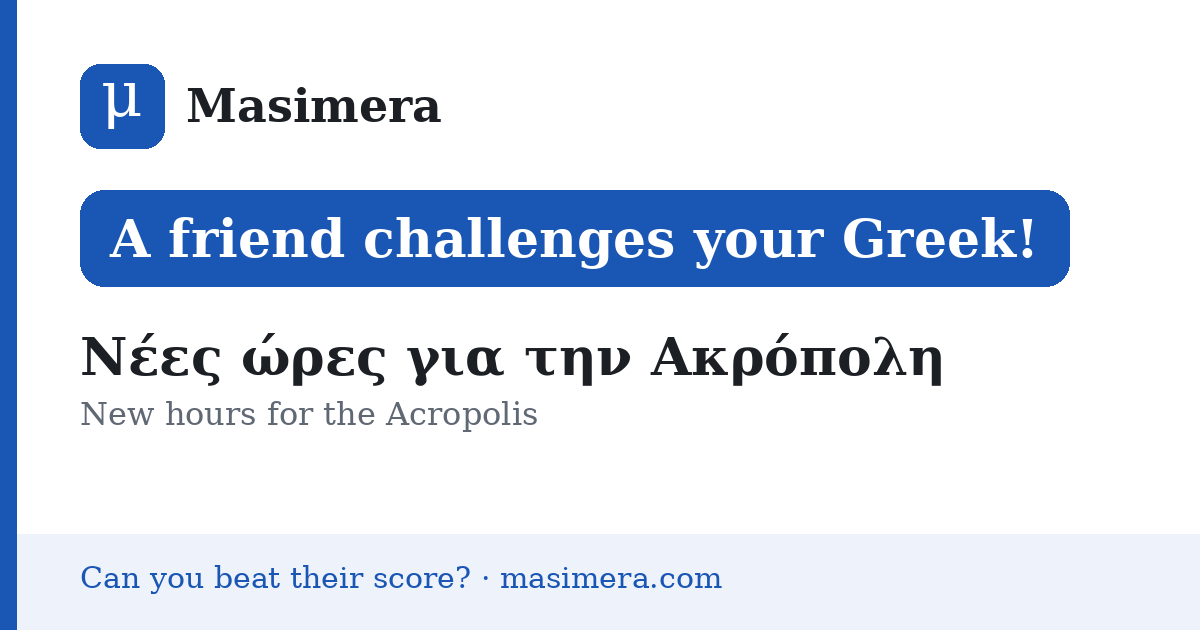 μ Masimera
A friend challenges your Greek!
Νέες ώρες για την Ακρόπολη
New hours for the Acropolis
Can you beat their score? · masimera.com